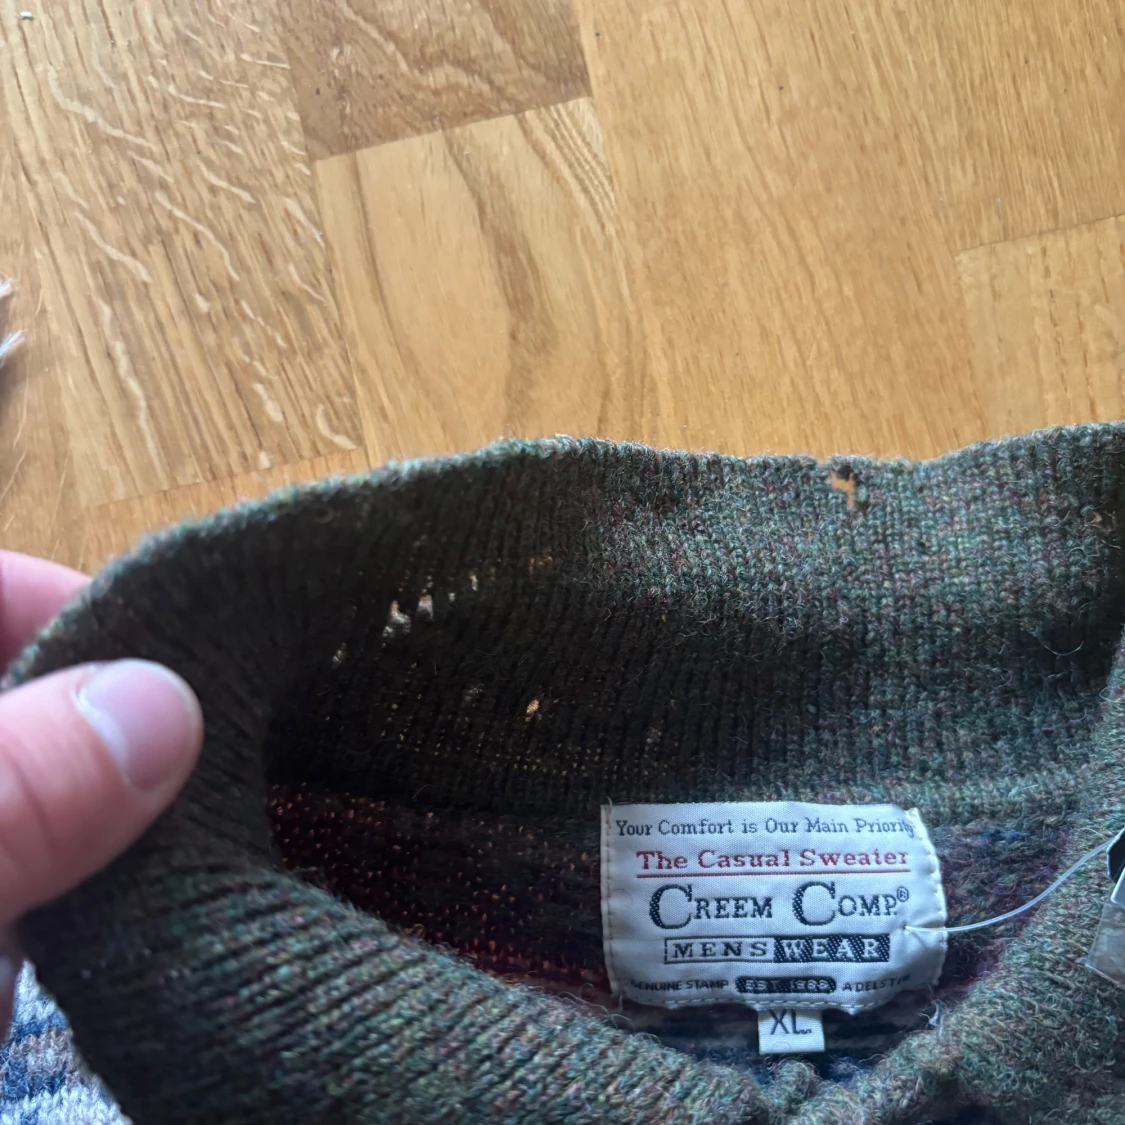 Your Comfort is Our Main Priority
The Casual Sweater
CREEM COMP.®
MENSWEAR
GENUINE STAMP
XL